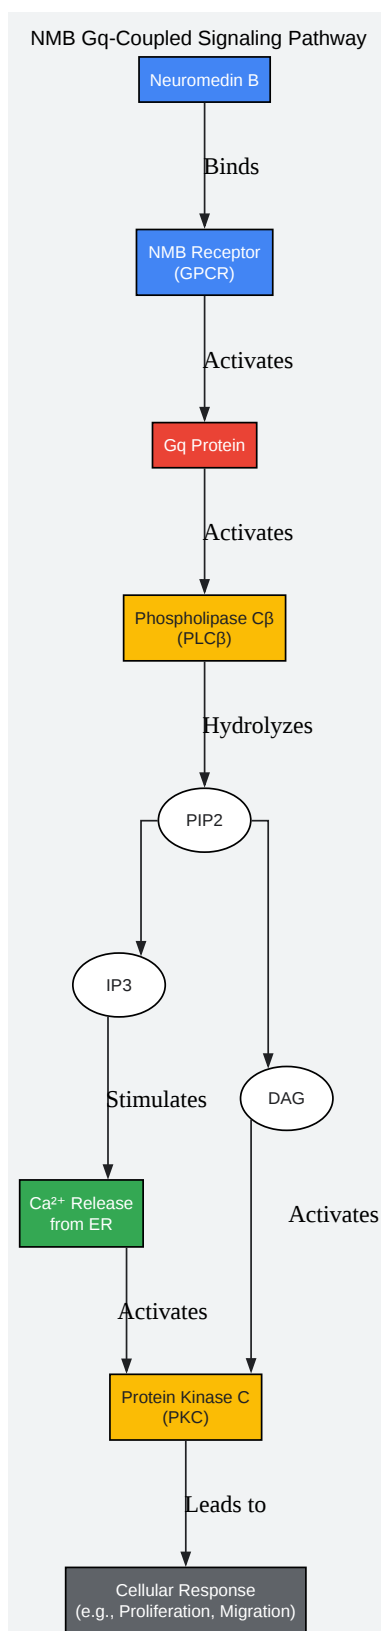 NMB Gq-Coupled Signaling Pathway
Neuromedin B
Binds
NMB Receptor
(GPCR)
Activates
Gq Protein
Activates
Phospholipase Cβ
(PLCβ)
Hydrolyzes
PIP2
IP3
DAG
Stimulates
Ca²⁺ Release
from ER
Activates
Activates
Protein Kinase C
(PKC)
Leads to
Cellular Response
(e.g., Proliferation, Migration)